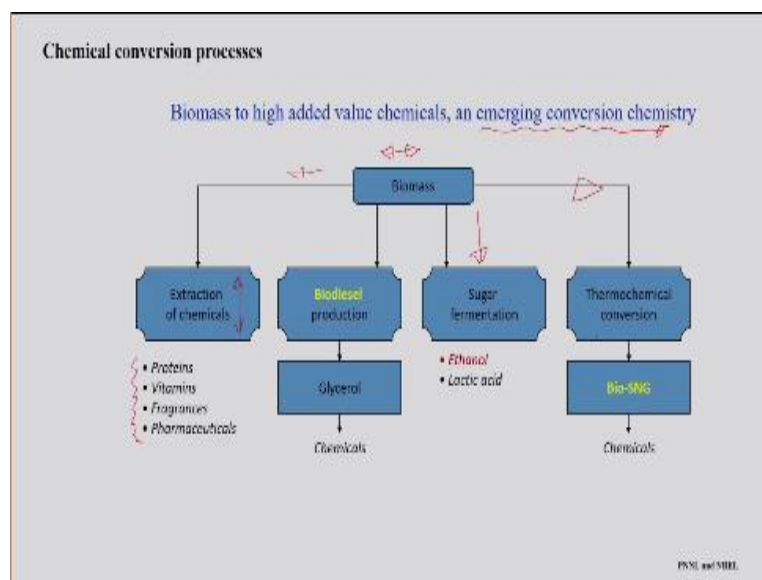 Chemical conversion processes
Biomass to high added value chemicals, an emerging conversion chemistry
Biomass
Extraction
of chemicals
Biodiesel
production
Sugar
fermentation
Thermochemical
conversion
• Proteins
• Vitamins
• Fragrances
• Pharmaceuticals
Glycerol
• Ethanol
• Lactic acid
Bio-SNG
Chemicals
Chemicals
PNNL and NREL